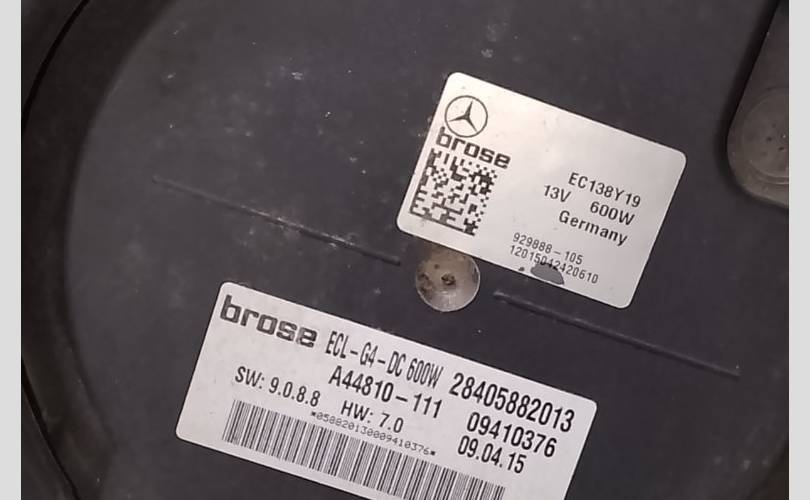 brose
EC138Y19
13V 600W
Germany
929888-105
12015042420610
brose ECL-G4-DC 600W 28405882013
A44810-111 09410376
SW: 9.0.8.8 HW: 7.0 09.04.15
*058820130009410376*